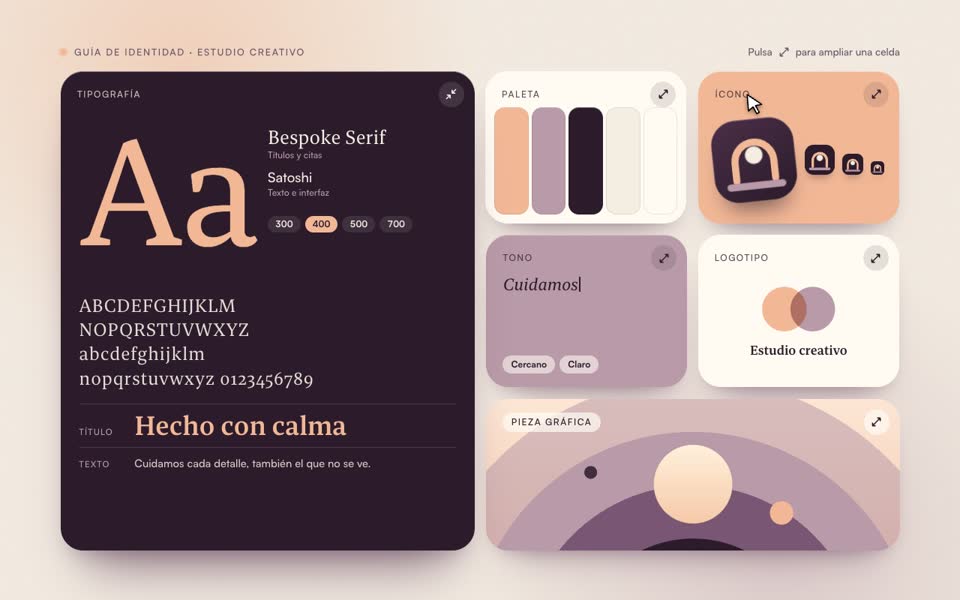 GUÍA DE IDENTIDAD · ESTUDIO CREATIVO
Pulsa para ampliar una celda
TIPOGRAFÍA
Aa
Bespoke Serif
Títulos y citas
Satoshi
Texto e interfaz
300 400 500 700
ABCDEFGHIJKLM
NOPQRSTUVWXYZ
abcdefghijklm
nopqrstuvwxyz 0123456789
TÍTULO Hecho con calma
TEXTO Cuidamos cada detalle, también el que no se ve.
PALETA
ÍCONO
TONO
Cuidamos
Cercano Claro
LOGOTIPO
Estudio creativo
PIEZA GRÁFICA